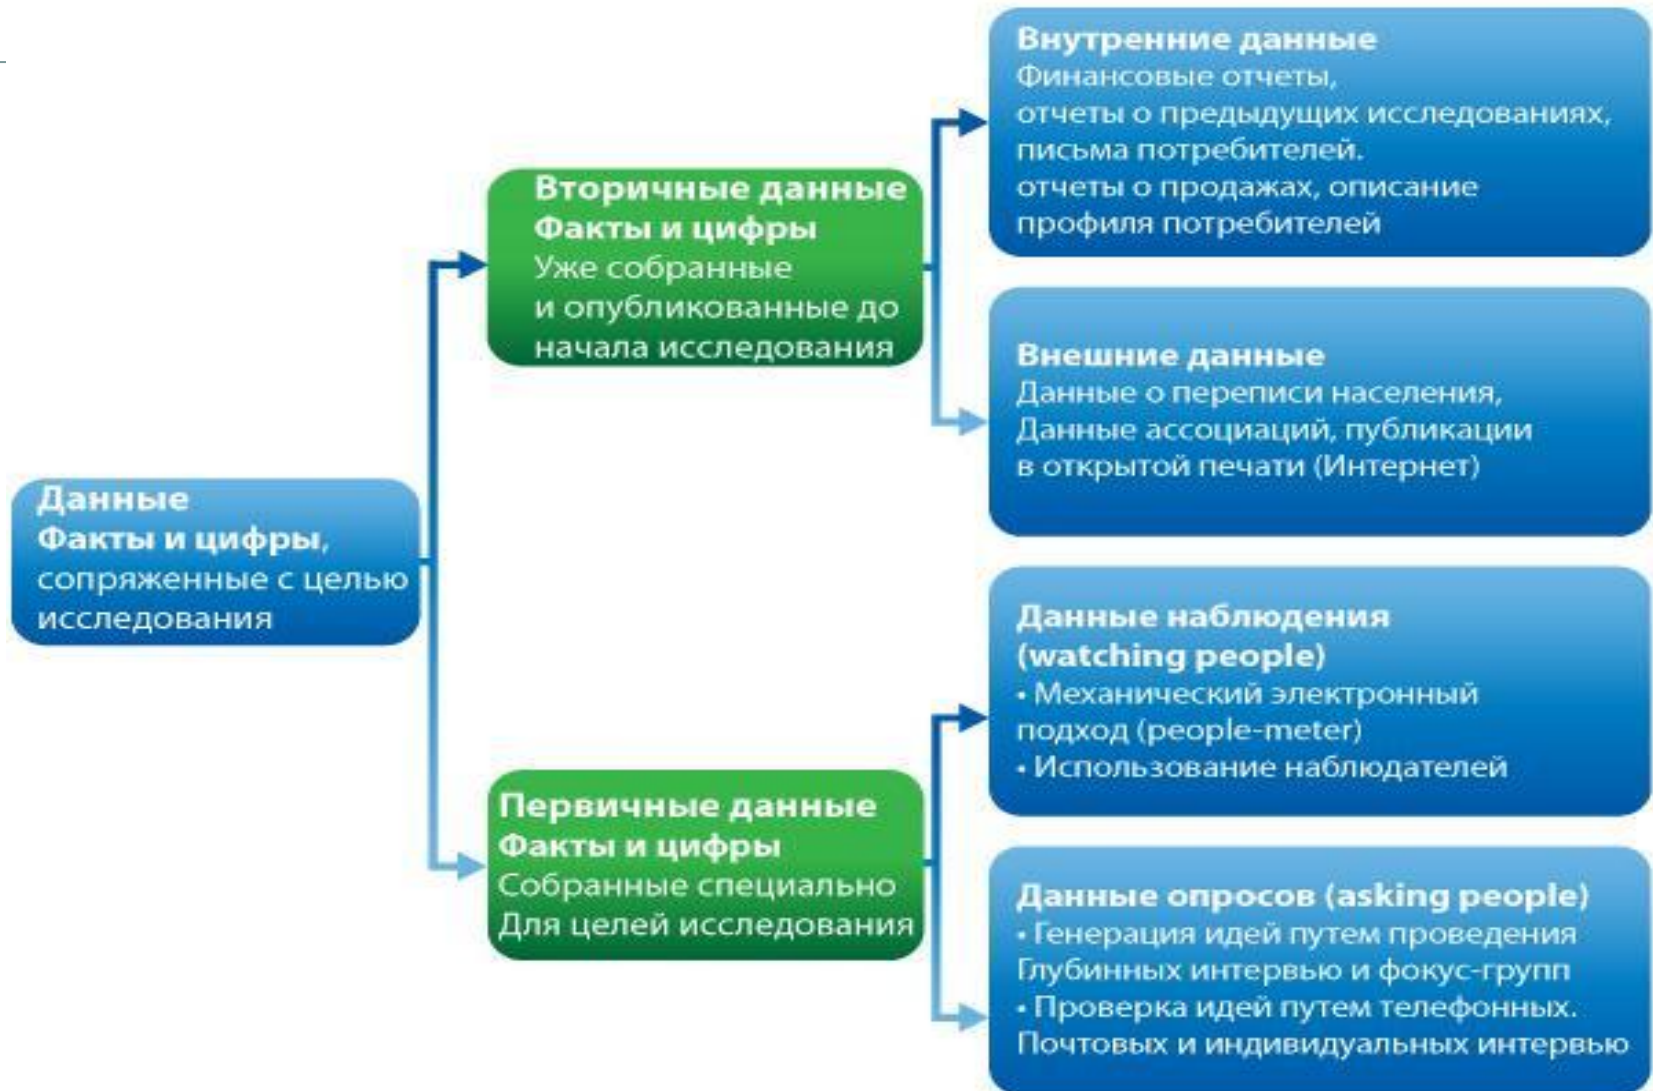 Данные
Факты и цифры,
сопряженные с целью
исследования
Вторичные данные
Факты и цифры
Уже собранные
и опубликованные до
начала исследования
Внутренние данные
Финансовые отчеты,
отчеты о предыдущих исследованиях,
письма потребителей.
отчеты о продажах, описание
профиля потребителей
Внешние данные
Данные о переписи населения,
Данные ассоциаций, публикации
в открытой печати (Интернет)
Первичные данные
Факты и цифры
Собранные специально
Для целей исследования
Данные наблюдения
(watching people)
• Механический электронный
подход (people-meter)
• Использование наблюдателей
Данные опросов (asking people)
• Генерация идей путем проведения
Глубинных интервью и фокус-групп
• Проверка идей путем телефонных.
Почтовых и индивидуальных интервью